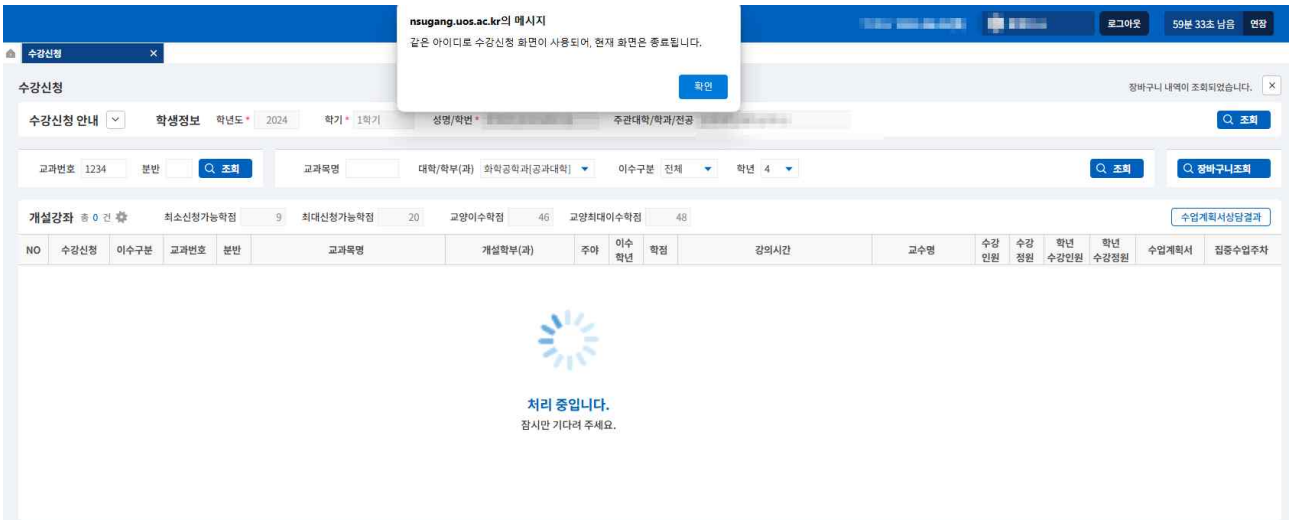 nsugang.uos.ac.kr의 메시지
같은 아이디로 수강신청 화면이 사용되어, 현재 화면은 종료됩니다.
확인
로그아웃 59분 33초 남음 연장
수강신청 ×
수강신청 장바구니 내역이 조회되었습니다. ×
수강신청 안내 학생정보 학년도* 2024 학기* 1학기 성명/학번* 주관대학/학과/전공 조회
교과번호 1234 분반 조회 교과목명 대학/학부(과) 화학공학과[공과대학] 이수구분 전체 학년 4 조회 장바구니조회
개설강좌 총 0 건 최소신청가능학점 9 최대신청가능학점 20 교양이수학점 46 교양최대이수학점 48 수업계획서상담결과
NO 수강신청 이수구분 교과번호 분반 교과목명 개설학부(과) 주야 이수학년 학점 강의시간 교수명 수강인원 수강정원 학년수강인원 학년수강정원 수업계획서 집중수업주차
처리 중입니다.
잠시만 기다려 주세요.